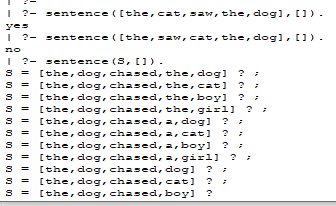 | ?- 
| ?- sentence([the,cat,saw,the,dog],[]).
yes
| ?- sentence([the,saw,cat,the,dog],[]).
no
| ?- sentence(S,[]).
S = [the,dog,chased,the,dog] ? ;
S = [the,dog,chased,the,cat] ? ;
S = [the,dog,chased,the,boy] ? ;
S = [the,dog,chased,the,girl] ? ;
S = [the,dog,chased,a,dog] ? ;
S = [the,dog,chased,a,cat] ? ;
S = [the,dog,chased,a,boy] ? ;
S = [the,dog,chased,a,girl] ? ;
S = [the,dog,chased,dog] ? ;
S = [the,dog,chased,cat] ? ;
S = [the,dog,chased,boy] ?